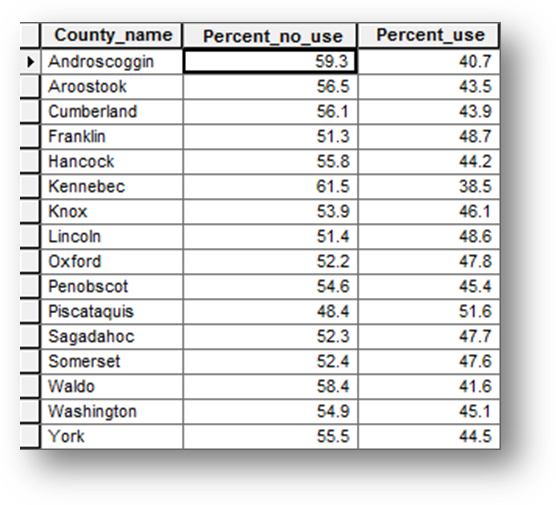 County_name Percent_no_use Percent_use
Androscoggin 59.3 40.7
Aroostook 56.5 43.5
Cumberland 56.1 43.9
Franklin 51.3 48.7
Hancock 55.8 44.2
Kennebec 61.5 38.5
Knox 53.9 46.1
Lincoln 51.4 48.6
Oxford 52.2 47.8
Penobscot 54.6 45.4
Piscataquis 48.4 51.6
Sagadahoc 52.3 47.7
Somerset 52.4 47.6
Waldo 58.4 41.6
Washington 54.9 45.1
York 55.5 44.5